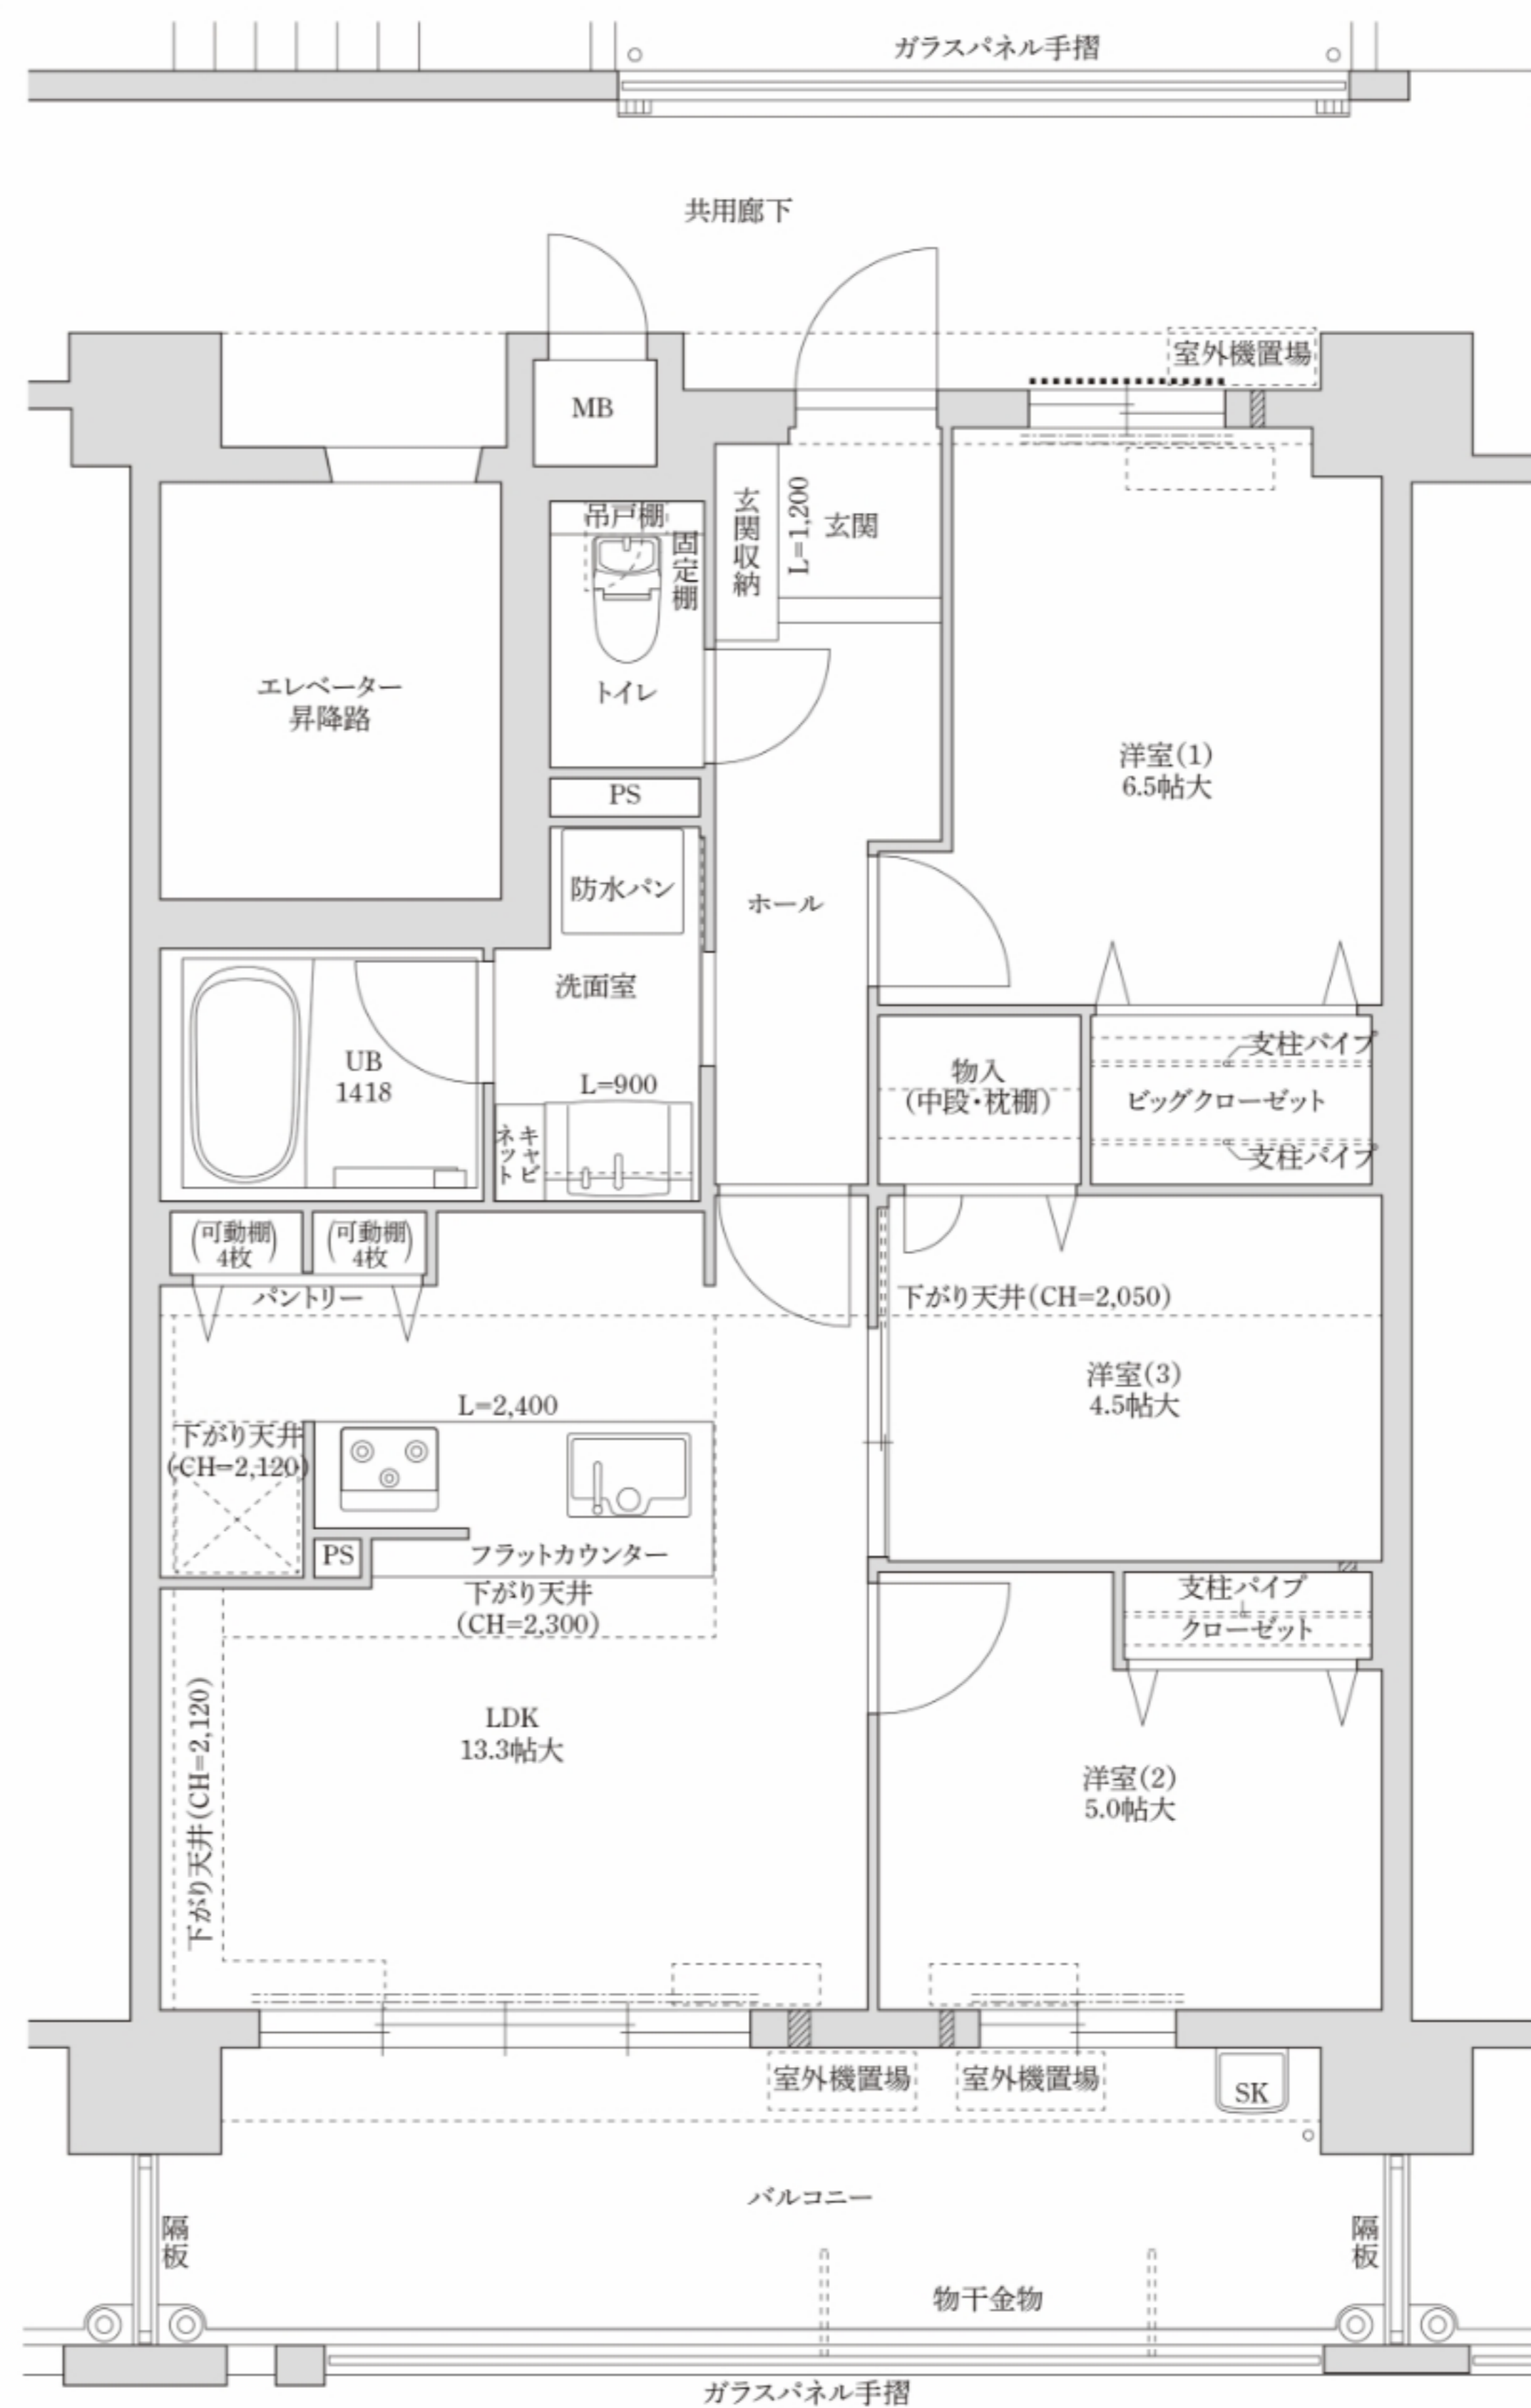 ガラスパネル手摺
共用廊下
室外機置場
MB
吊戸棚
固定棚
トイレ
玄関収納
L=1,200
玄関
エレベーター
昇降路
洋室(1)
6.5帖大
PS
防水パン
ホール
洗面室
UB
1418
L=900
キャビ
ネット
物入
(中段・枕棚)
支柱パイプ
ビッグクローゼット
支柱パイプ
(可動棚)
4枚
(可動棚)
4枚
パントリー
下がり天井(CH=2,050)
洋室(3)
4.5帖大
L=2,400
下がり天井
(CH=2,120)
PS
フラットカウンター
下がり天井
(CH=2,300)
支柱パイプ
クローゼット
下がり天井(CH=2,120)
LDK
13.3帖大
洋室(2)
5.0帖大
室外機置場
室外機置場
SK
バルコニー
隔板
隔板
物干金物
ガラスパネル手摺